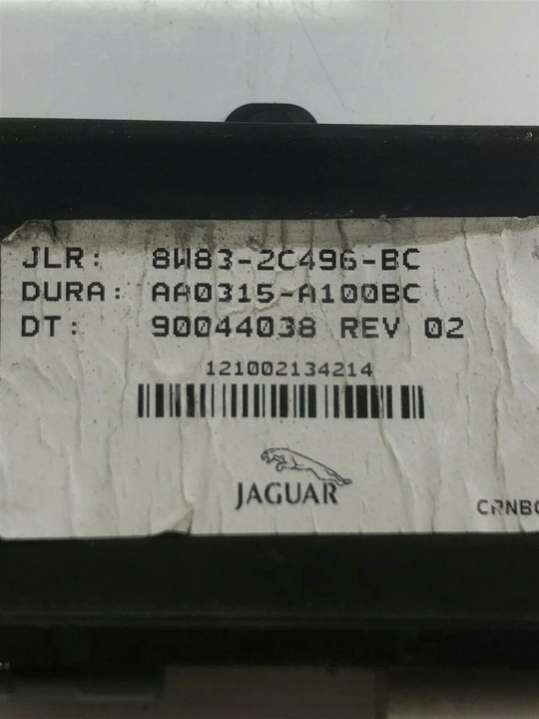 JLR: 8W83-2C496-BC
DURA: AA0315-A100BC
DT: 90044038 REV 02
121002134214
JAGUAR